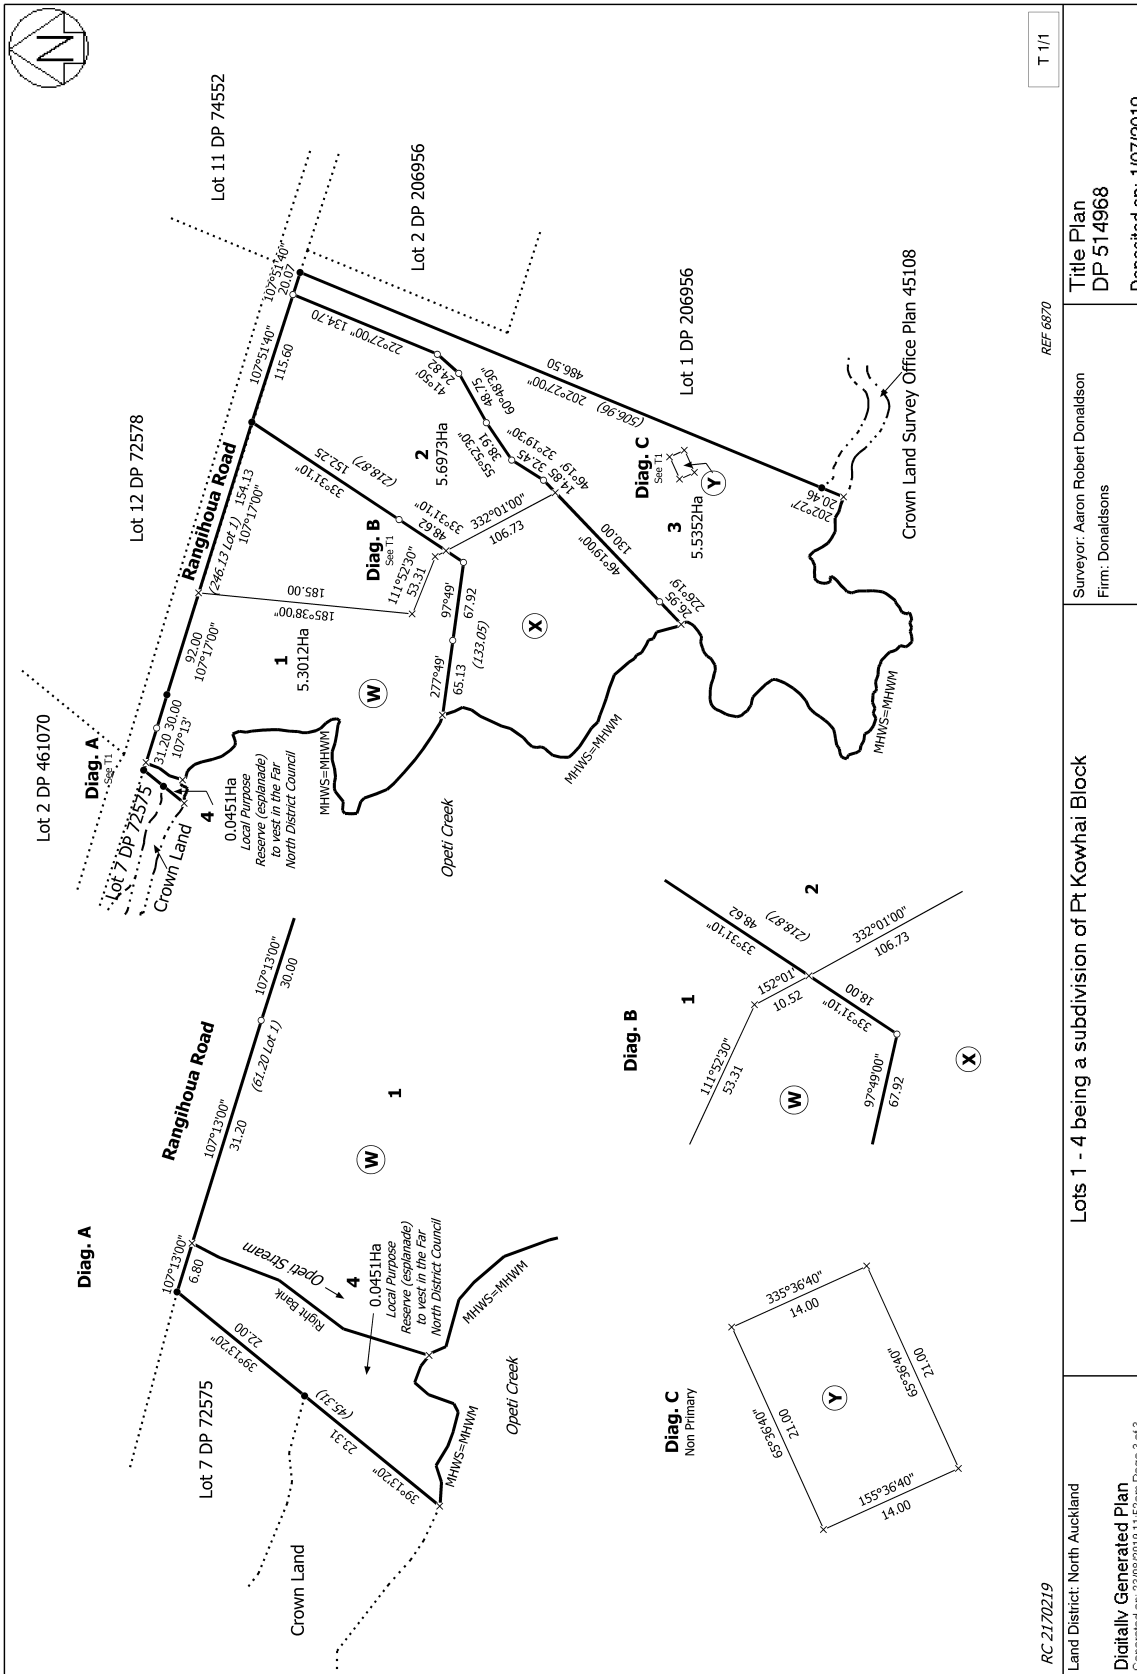 N
Lot 11 DP 74552
Lot 2 DP 206956
Lot 12 DP 72578
Lot 2 DP 461070
Rangihoua Road
107°51'40"
20.07
107°51'40"
115.60
(246.13 Lot 1) 154.13
107°17'00"
92.00
107°17'00"
31.20 30.00
107°13'
Diag. A
See T1
Lot 7 DP 72575
Crown Land
4
0.0451Ha
Local Purpose
Reserve (esplanade)
to vest in the Far
North District Council
22°27'00" 134.70
41°50'
24.82
60°48'30"
48.75
55°52'30"
38.91
32°19'30"
32.45
46°19'
14.85
2
5.6973Ha
33°31'10" 152.25
(218.87)
33°31'10"
48.62
Diag. B
See T1
332°01'00"
106.73
111°52'30"
53.31
185°38'00"
185.00
1
5.3012Ha
W
97°49'
67.92
277°49'
65.13
(133.05)
X
46°19'00"
130.00
226°19'
26.95
Diag. C
See T1
Y
3
5.5352Ha
202°27'00"
486.50
(506.96)
202°27'
20.46
Lot 1 DP 206956
Crown Land Survey Office Plan 45108
MHWS=MHWM
MHWS=MHWM
MHWS=MHWM
Opeti Creek
Diag. A
Rangihoua Road
107°13'00"
6.80
107°13'00"
31.20
(61.20 Lot 1)
107°13'00"
30.00
Opeti Stream
Right Bank
39°13'20"
22.00
(45.31)
39°13'20"
23.31
Lot 7 DP 72575
Crown Land
4
0.0451Ha
Local Purpose
Reserve (esplanade)
to vest in the Far
North District Council
MHWS=MHWM
MHWS=MHWM
Opeti Creek
W
1
Diag. B
33°31'10"
48.62
(218.87)
1
2
152°01'
10.52
111°52'30"
53.31
332°01'00"
106.73
33°31'10"
18.00
97°49'00"
67.92
W
X
Diag. C
Non Primary
335°36'40"
14.00
65°36'40"
21.00
65°36'40"
21.00
155°36'40"
14.00
Y
RC 2170219
REF 6870
T 1/1
Land District: North Auckland
Digitally Generated Plan
Lots 1 - 4 being a subdivision of Pt Kowhai Block
Surveyor: Aaron Robert Donaldson
Firm: Donaldsons
Title Plan
DP 514968
Deposited on: 1/07/2019